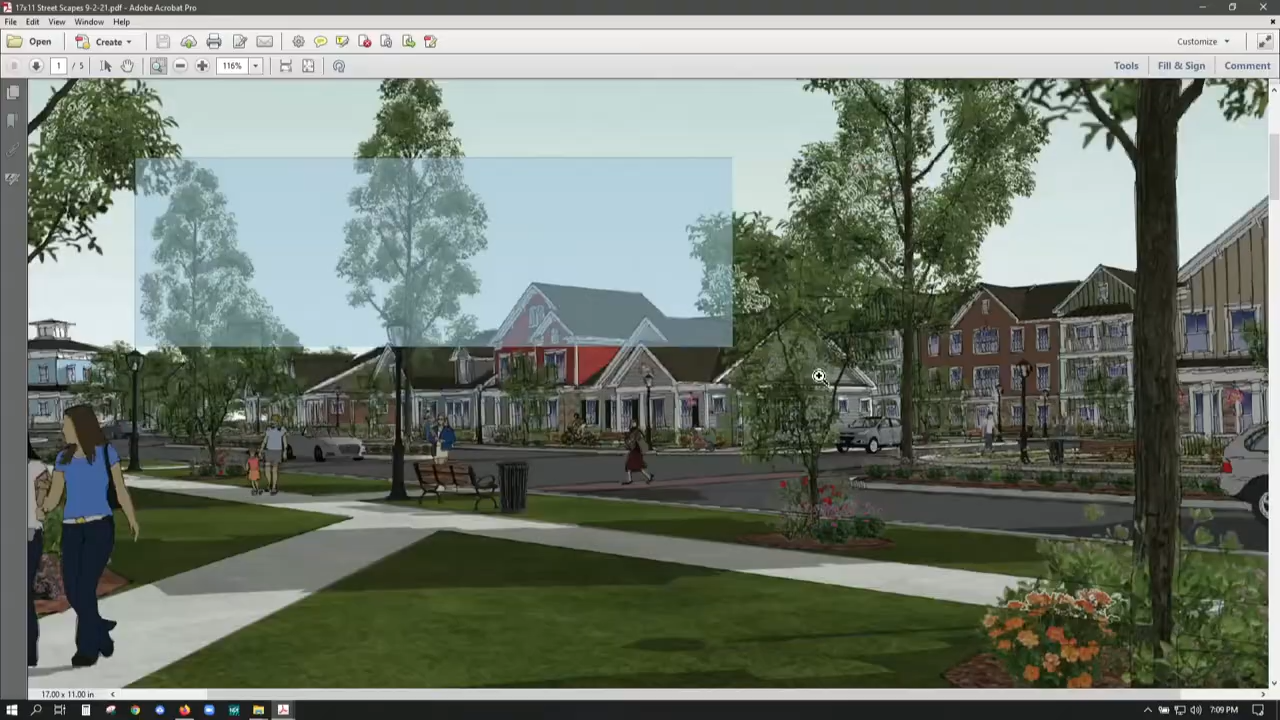 17x11 Street Scapes 9-2-21.pdf - Adobe Acrobat Pro
File Edit View Window Help
Open Create Customize
1 / 5 116% Tools Fill & Sign Comment
17.00 x 11.00 in
7:09 PM